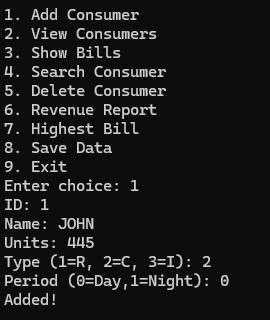 1. Add Consumer
2. View Consumers
3. Show Bills
4. Search Consumer
5. Delete Consumer
6. Revenue Report
7. Highest Bill
8. Save Data
9. Exit
Enter choice: 1
ID: 1
Name: JOHN
Units: 445
Type (1=R, 2=C, 3=I): 2
Period (0=Day,1=Night): 0
Added!